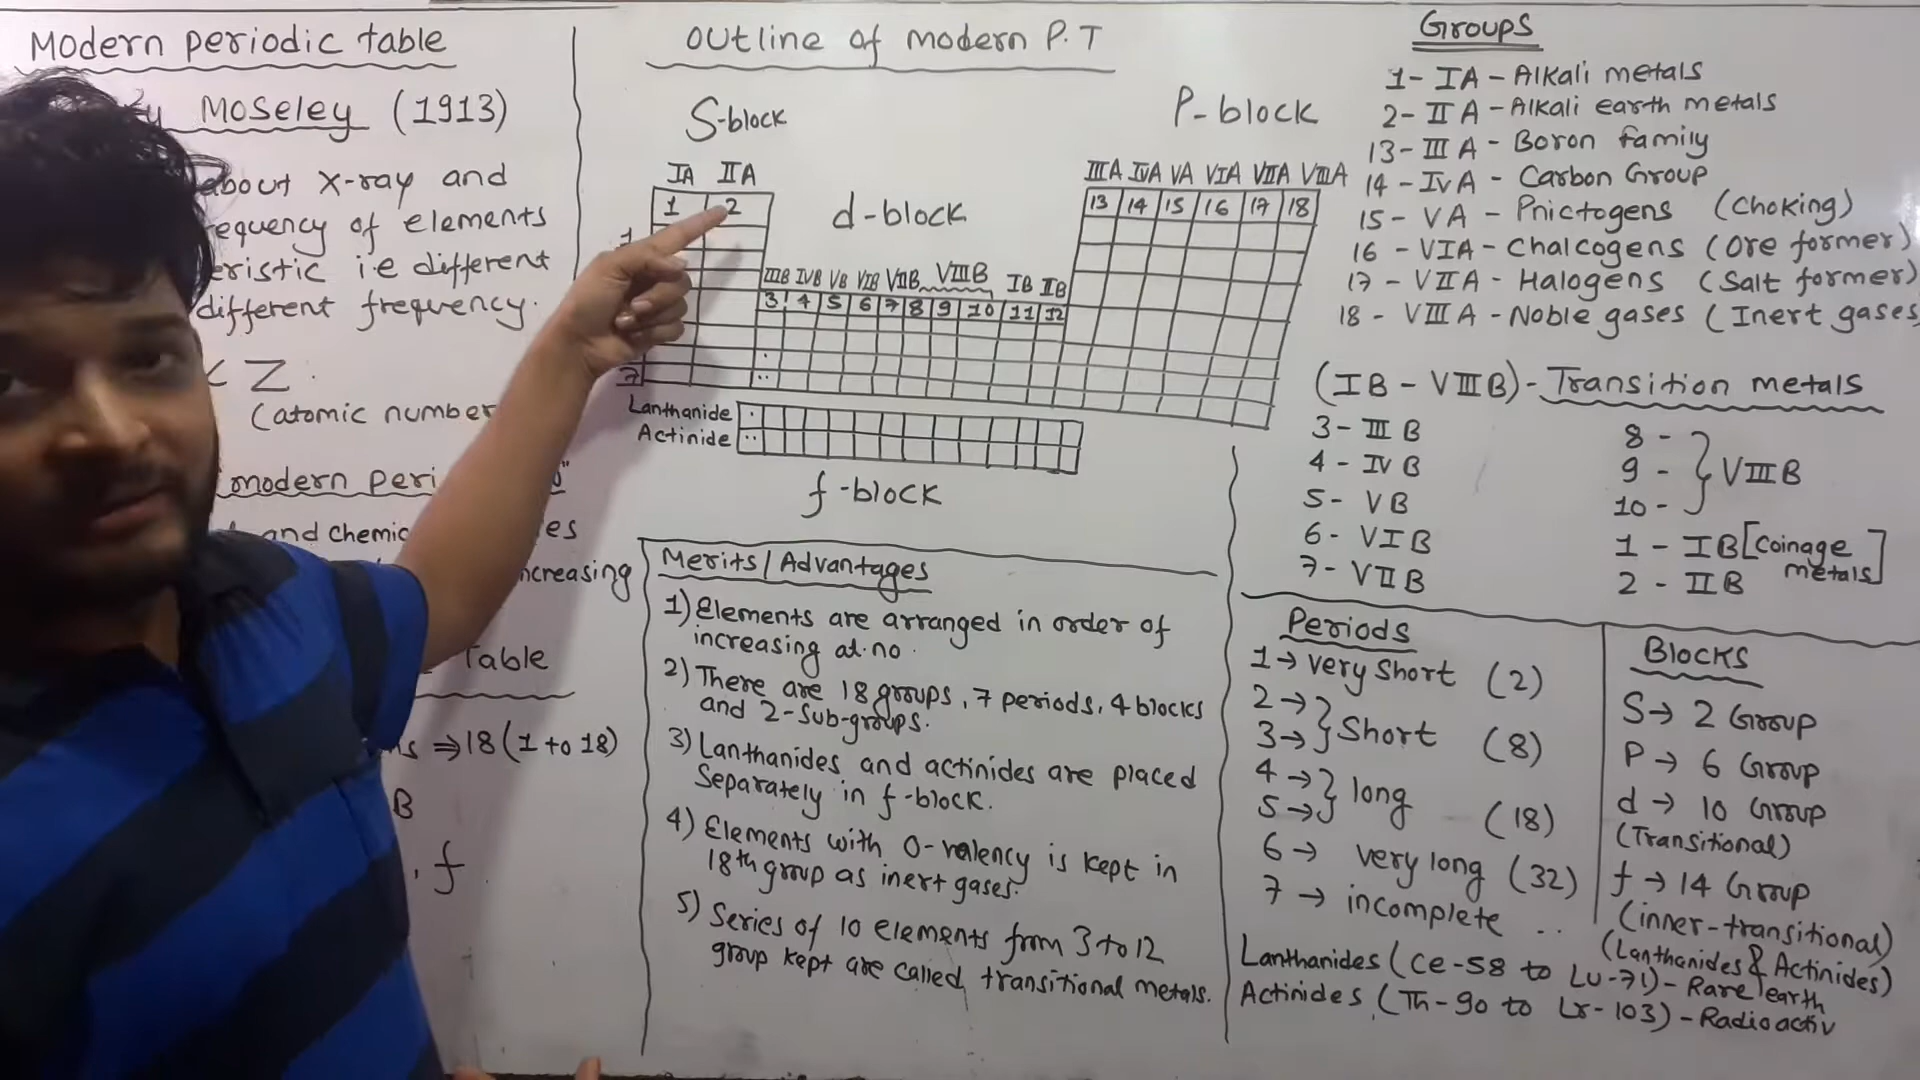 Modern periodic table
Moseley (1913)
about x-ray and
equency of elements
eristic i.e different
different frequency.
Z
(atomic number
modern peri
and chemic es
ncreasing
Table
ns ⇒ 18 (1 to 18)
B
, f
Outline of modern P.T
S-block
P-block
IA IIA
IIIA IVA VA VIA VIIA VIIIA
1 2
13 14 15 16 17 18
d-block
1
IIIB IVB VB VIB VIIB VIIIB IB IIB
3 4 5 6 7 8 9 10 11 12
7
Lanthanide
Actinide
f-block
Merits/Advantages
1) Elements are arranged in order of
increasing at.no.
2) There are 18 groups, 7 periods, 4 blocks
and 2-sub-groups.
3) Lanthanides and actinides are placed
separately in f-block.
4) Elements with 0-valency is kept in
18th group as inert gases.
5) Series of 10 elements from 3 to 12
group kept are called transitional metals.
Groups
1 - IA - Alkali metals
2 - IIA - Alkali earth metals
13 - IIIA - Boron family
14 - IVA - Carbon Group
15 - VA - Pnictogens (choking)
16 - VIA - Chalcogens (Ore former)
17 - VIIA - Halogens (Salt former)
18 - VIIIA - Noble gases (Inert gases
(IB - VIIIB) - Transition metals
3 - IIIB
4 - IVB
5 - VB
6 - VIB
7 - VIIB
8 -
9 - } VIIIB
10 -
1 - IB [Coinage
metals]
2 - IIB
Periods
1 → very short (2)
2 →
3 → } Short (8)
4 →
5 → } long (18)
6 → very long (32)
7 → incomplete ..
Blocks
S → 2 Group
P → 6 Group
d → 10 Group
(Transitional)
f → 14 Group
(inner-transitional)
(Lanthanides & Actinides)
Lanthanides (Ce-58 to Lu-71) - Rare earth
Actinides (Th-90 to Lr-103) - Radioactiv